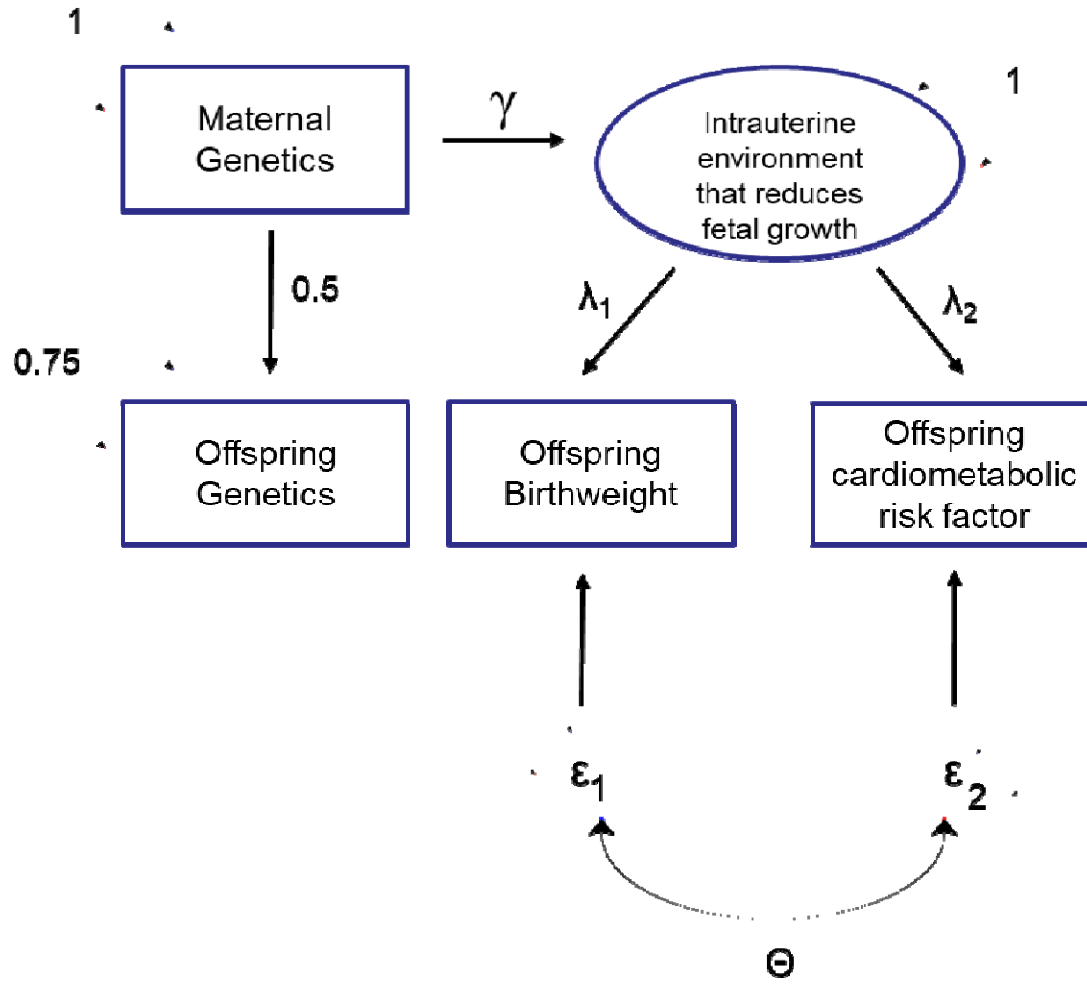 1
Maternal
Genetics
γ
Intrauterine
environment
that reduces
fetal growth
1
0.5
λ1
λ2
0.75
Offspring
Genetics
Offspring
Birthweight
Offspring
cardiometabolic
risk factor
ε1
ε2
Θ